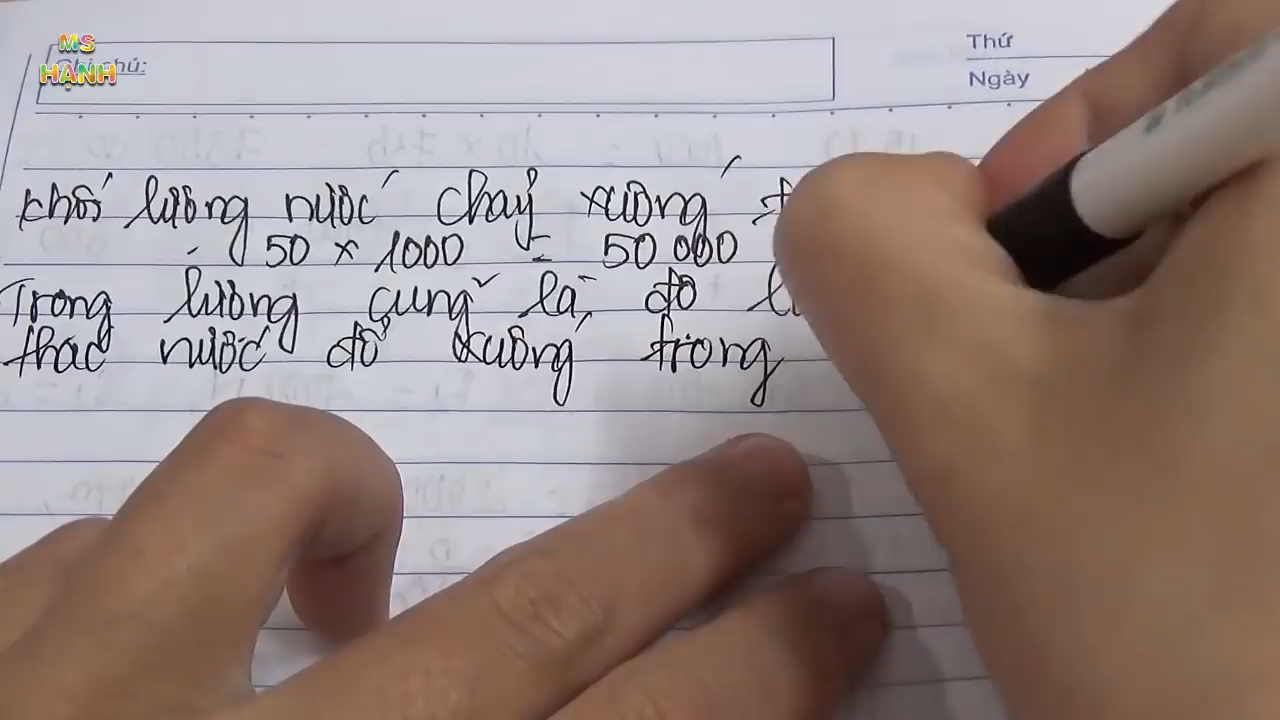 MS
HẠNH
chú:
Thứ
Ngày
khối lượng nước chảy xuống
50 x 1000 = 50 000
Trọng lượng cũng là độ
thác nước đổ xuống trong